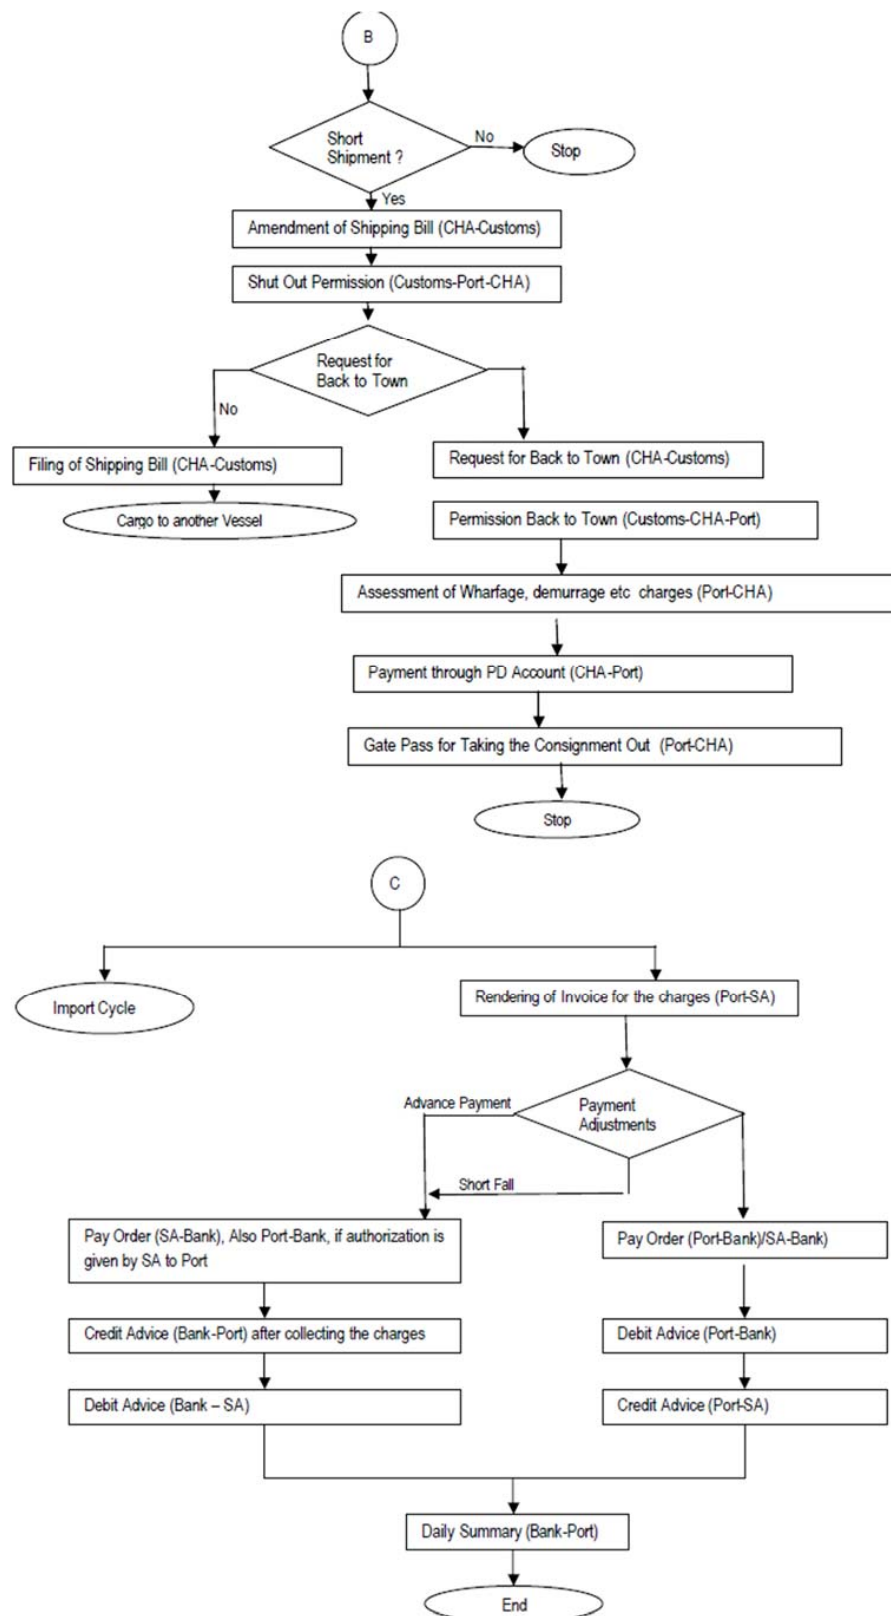 B
Short
Shipment ?
No
Stop
Yes
Amendment of Shipping Bill (CHA-Customs)
Shut Out Permission (Customs-Port-CHA)
Request for
Back to Town
No
Filing of Shipping Bill (CHA-Customs)
Request for Back to Town (CHA-Customs)
Cargo to another Vessel
Permission Back to Town (Customs-CHA-Port)
Assessment of Wharfage, demurrage etc charges (Port-CHA)
Payment through PD Account (CHA-Port)
Gate Pass for Taking the Consignment Out (Port-CHA)
Stop
C
Import Cycle
Rendering of Invoice for the charges (Port-SA)
Advance Payment
Payment
Adjustments
Short Fall
Pay Order (SA-Bank), Also Port-Bank, if authorization is
given by SA to Port
Pay Order (Port-Bank)/SA-Bank)
Credit Advice (Bank-Port) after collecting the charges
Debit Advice (Port-Bank)
Debit Advice (Bank – SA)
Credit Advice (Port-SA)
Daily Summary (Bank-Port)
End